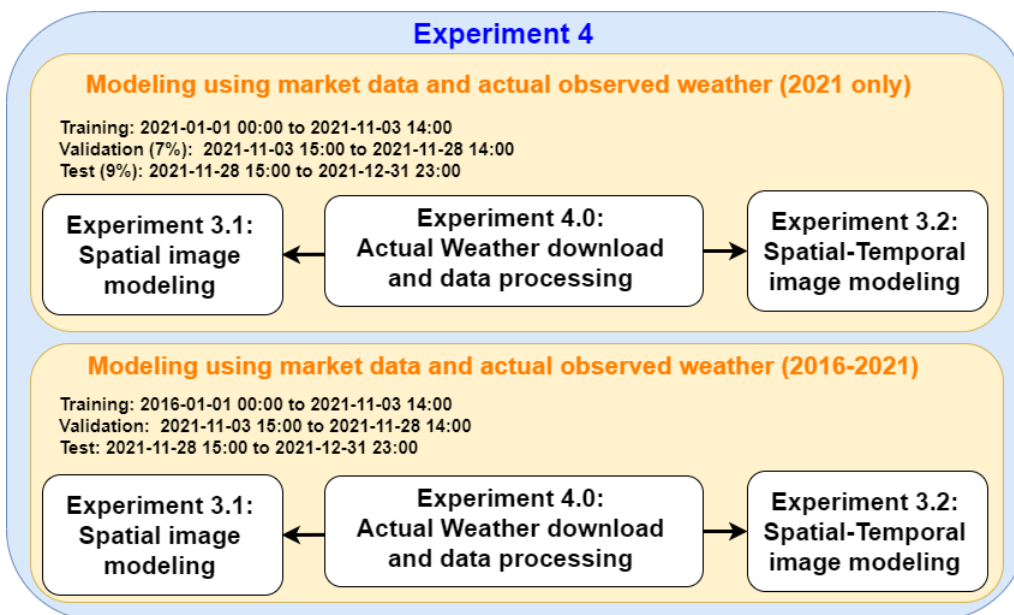 Experiment 4
Modeling using market data and actual observed weather (2021 only)
Training: 2021-01-01 00:00 to 2021-11-03 14:00
Validation (7%):  2021-11-03 15:00 to 2021-11-28 14:00
Test (9%): 2021-11-28 15:00 to 2021-12-31 23:00
Experiment 3.1:
Spatial image
modeling
Experiment 4.0:
Actual Weather download
and data processing
Experiment 3.2:
Spatial-Temporal
image modeling
Modeling using market data and actual observed weather (2016-2021)
Training: 2016-01-01 00:00 to 2021-11-03 14:00
Validation:  2021-11-03 15:00 to 2021-11-28 14:00
Test: 2021-11-28 15:00 to 2021-12-31 23:00
Experiment 3.1:
Spatial image
modeling
Experiment 4.0:
Actual Weather download
and data processing
Experiment 3.2:
Spatial-Temporal
image modeling